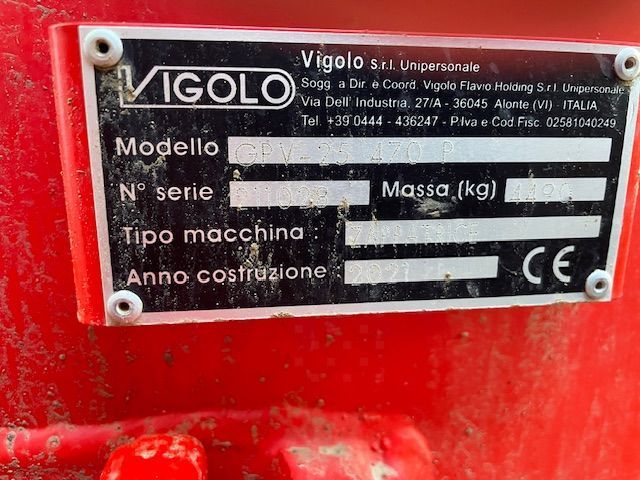 VIGOLO
Vigolo s.r.l. Unipersonale
Sogg. a Dir. e Coord. Vigolo Flavio Holding S.r.l. Unipersonale
Via Dell' Industria, 27/A - 36045 Alonte (VI) - ITALIA
Tel. +39 0444 - 436247 - P.Iva e Cod.Fisc. 02581040249
Modello GPV-25 470 P
N° serie 211028 Massa (kg) 4490
Tipo macchina : ZAPPATRICE
Anno costruzione 2021 CE